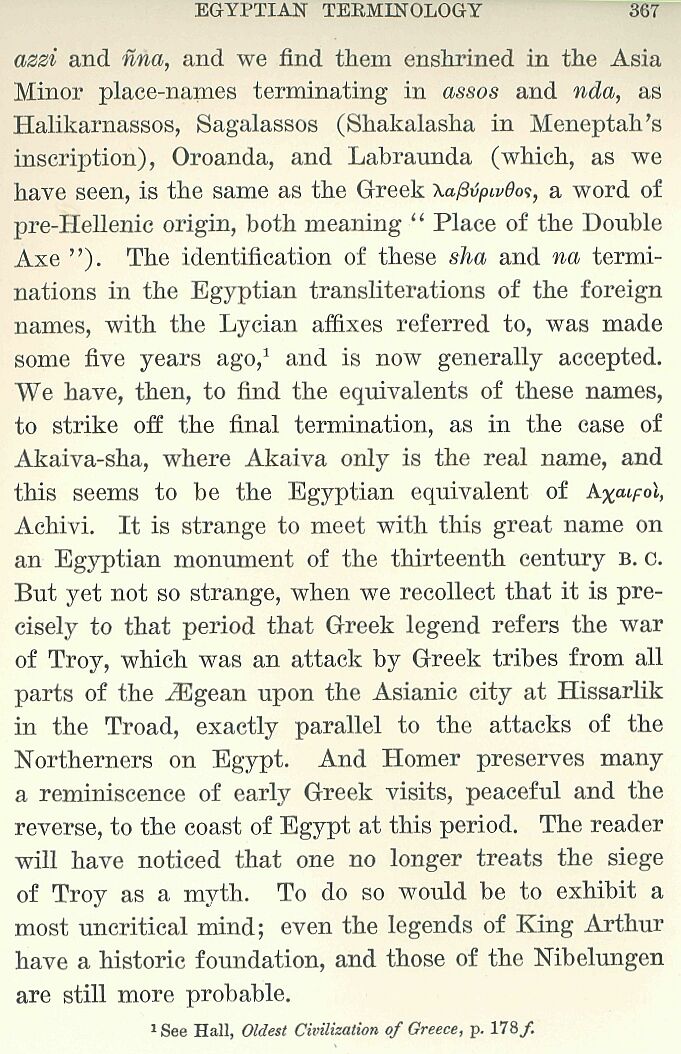 EGYPTIAN TERMINOLOGY 367
azzi and ñna, and we find them enshrined in the Asia
Minor place-names terminating in assos and nda, as
Halikarnassos, Sagalassos (Shakalasha in Meneptah's
inscription), Oroanda, and Labraunda (which, as we
have seen, is the same as the Greek λαβύρινθος, a word of
pre-Hellenic origin, both meaning “ Place of the Double
Axe ”). The identification of these sha and na termi-
nations in the Egyptian transliterations of the foreign
names, with the Lycian affixes referred to, was made
some five years ago,¹ and is now generally accepted.
We have, then, to find the equivalents of these names,
to strike off the final termination, as in the case of
Akaiva-sha, where Akaiva only is the real name, and
this seems to be the Egyptian equivalent of Αχαιϝοὶ,
Achivi. It is strange to meet with this great name on
an Egyptian monument of the thirteenth century B. C.
But yet not so strange, when we recollect that it is pre-
cisely to that period that Greek legend refers the war
of Troy, which was an attack by Greek tribes from all
parts of the Ægean upon the Asianic city at Hissarlik
in the Troad, exactly parallel to the attacks of the
Northerners on Egypt. And Homer preserves many
a reminiscence of early Greek visits, peaceful and the
reverse, to the coast of Egypt at this period. The reader
will have noticed that one no longer treats the siege
of Troy as a myth. To do so would be to exhibit a
most uncritical mind; even the legends of King Arthur
have a historic foundation, and those of the Nibelungen
are still more probable.
¹ See Hall, Oldest Civilization of Greece, p. 178 f.